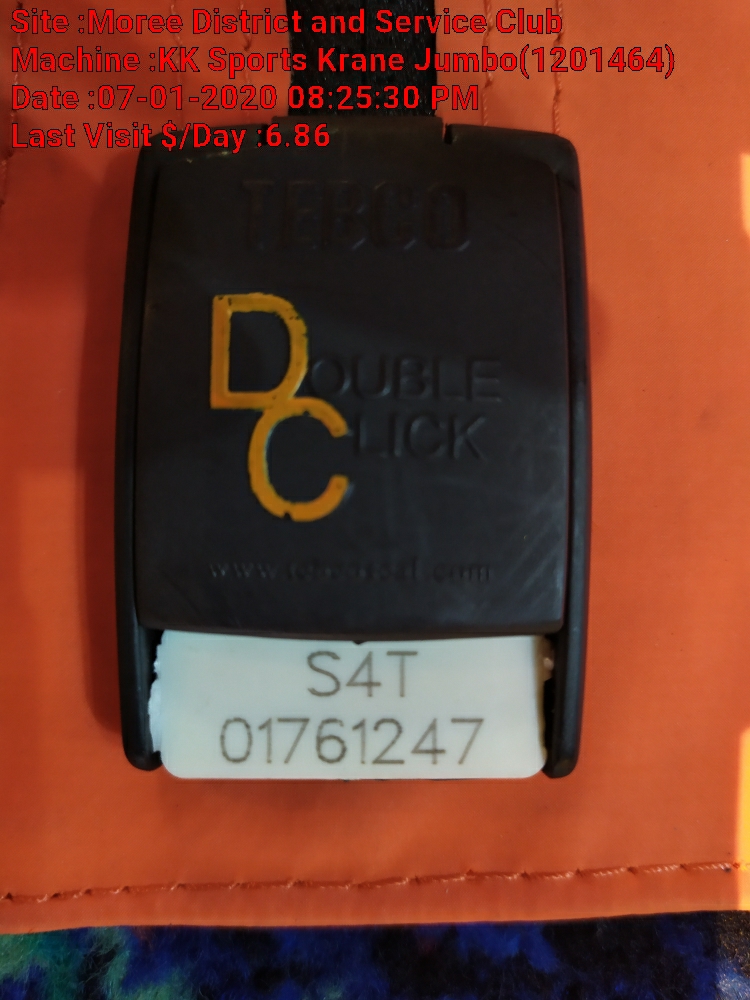 Site :Moree District and Service Club
Machine :KK Sports Krane Jumbo(1201464)
Date :07-01-2020 08:25:30 PM
Last Visit $/Day :6.86
DOUBLE
CLICK
S4T
01761247